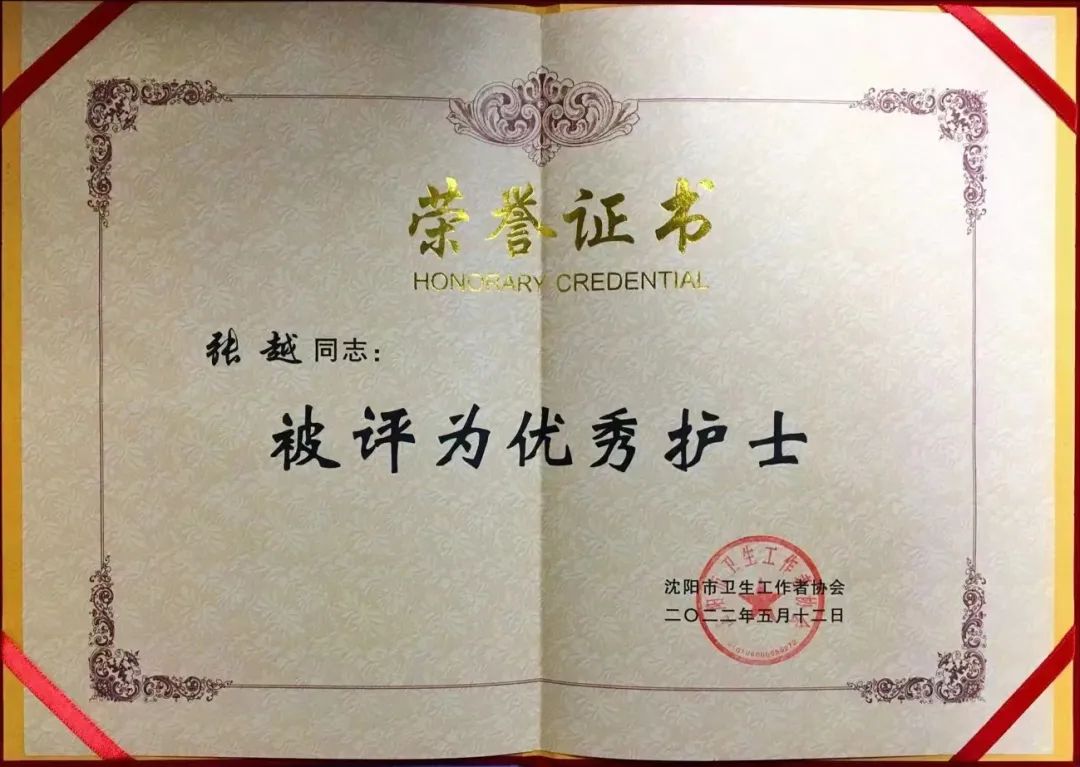 荣誉证书
HONORARY CREDENTIAL
张越同志：
被评为优秀护士
沈阳市卫生工作者协会
二〇二二年五月十二日